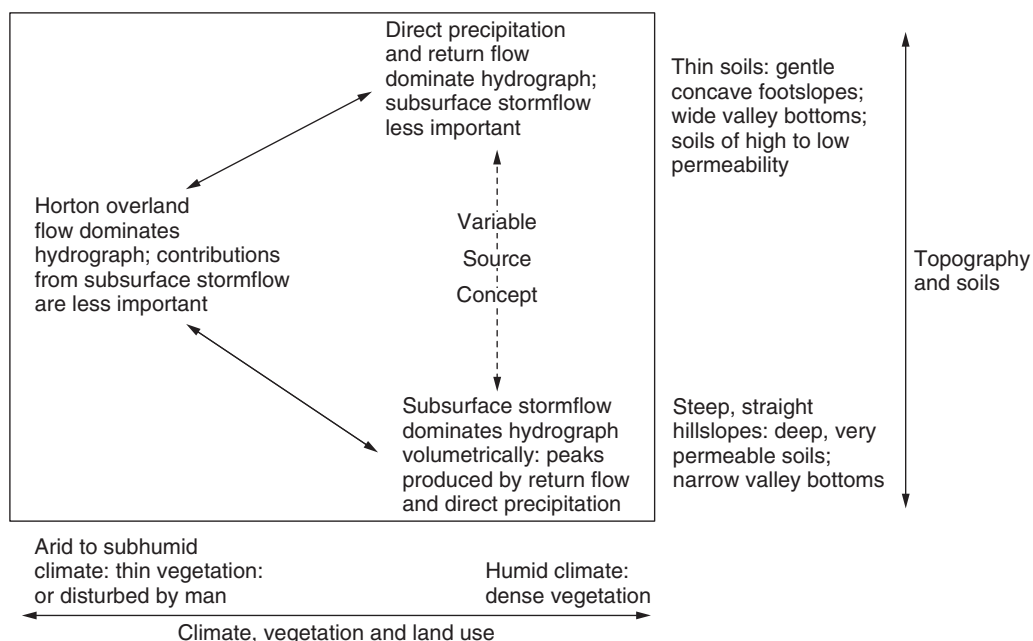 Direct precipitation
and return flow
dominate hydrograph;
subsurface stormflow
less important
Thin soils: gentle
concave footslopes;
wide valley bottoms;
soils of high to low
permeability
Horton overland
flow dominates
hydrograph; contributions
from subsurface stormflow
are less important
Variable
Source
Concept
Topography
and soils
Subsurface stormflow
dominates hydrograph
volumetrically: peaks
produced by return flow
and direct precipitation
Steep, straight
hillslopes: deep, very
permeable soils;
narrow valley bottoms
Arid to subhumid
climate: thin vegetation:
or disturbed by man
Humid climate:
dense vegetation
Climate, vegetation and land use